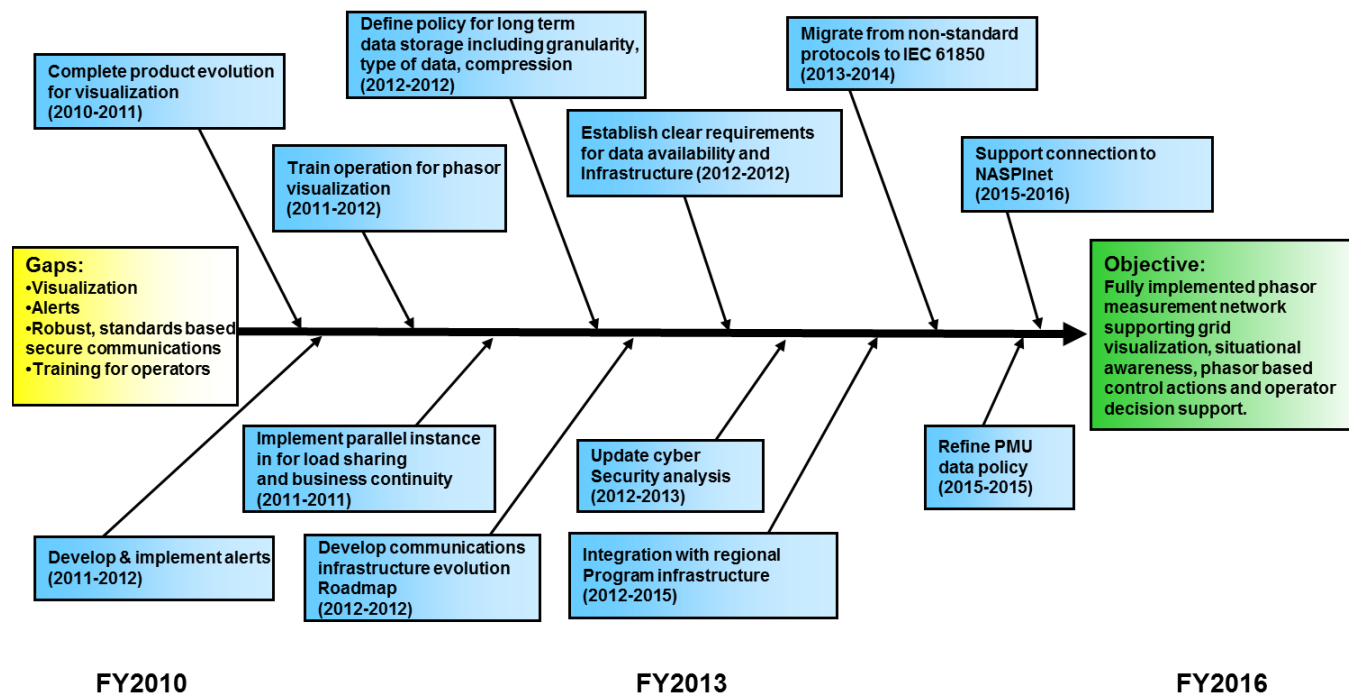 Define policy for long term
data storage including granularity,
type of data, compression
(2012-2012)
Migrate from non-standard
protocols to IEC 61850
(2013-2014)
Complete product evolution
for visualization
(2010-2011)
Establish clear requirements
for data availability and
Infrastructure (2012-2012)
Train operation for phasor
visualization
(2011-2012)
Support connection to
NASPInet
(2015-2016)
Gaps:
•Visualization
•Alerts
•Robust, standards based
secure communications
•Training for operators
Objective:
Fully implemented phasor
measurement network
supporting grid
visualization, situational
awareness, phasor based
control actions and operator
decision support.
Implement parallel instance
in for load sharing
and business continuity
(2011-2011)
Update cyber
Security analysis
(2012-2013)
Refine PMU
data policy
(2015-2015)
Develop & implement alerts
(2011-2012)
Develop communications
infrastructure evolution
Roadmap
(2012-2012)
Integration with regional
Program infrastructure
(2012-2015)
FY2010
FY2013
FY2016